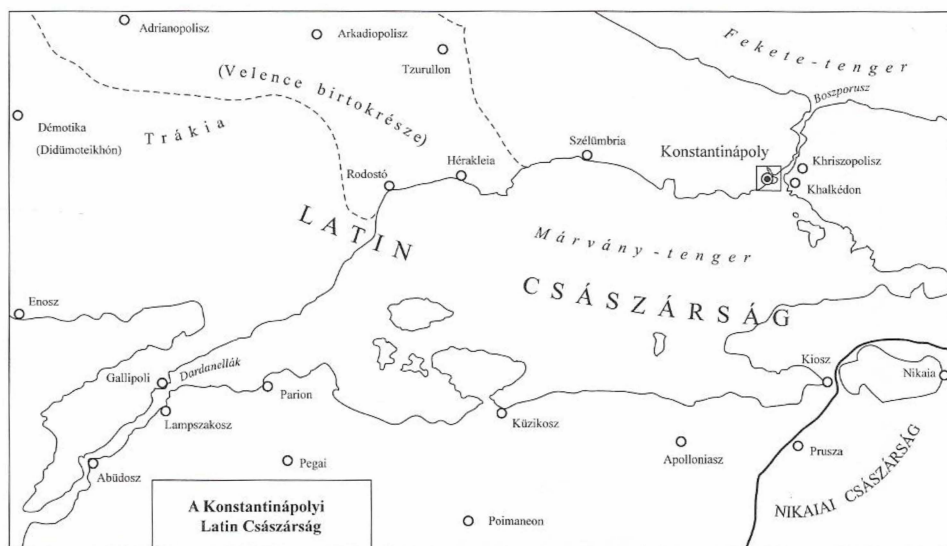 Adrianopolisz
Arkadiopolisz
Tzurullon
Fekete-tenger
Boszporusz
(Velence birtokrésze)
Trákia
Démotika
(Didümoteikhón)
Szélümbria
Konstantinápoly
Khriszopolisz
Khalkédon
Rodostó
Hérakleia
LATIN
CSÁSZÁRSÁG
Márvány-tenger
Enosz
Gallipoli
Dardanellák
Lampszakosz
Parion
Abüdosz
Pegai
Küzikosz
Kiosz
Nikaia
Apolloniasz
Prusza
NIKAIAI CSÁSZÁRSÁG
Poimaneon
A Konstantinápolyi
Latin Császárság